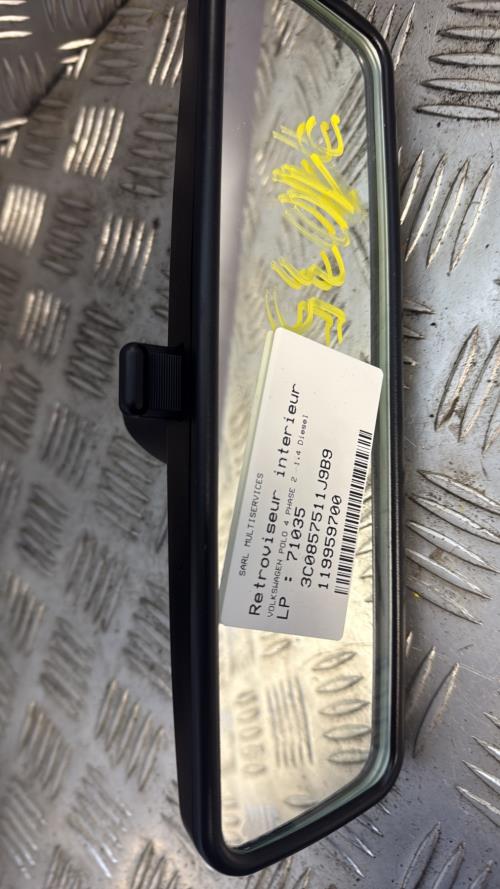 SARL MULTISERVICES
Retroviseur interieur
VOLKSWAGEN POLO 4 PHASE 2 1.4 Diesel
LP : 71035
3C0857511J9B9
119959700